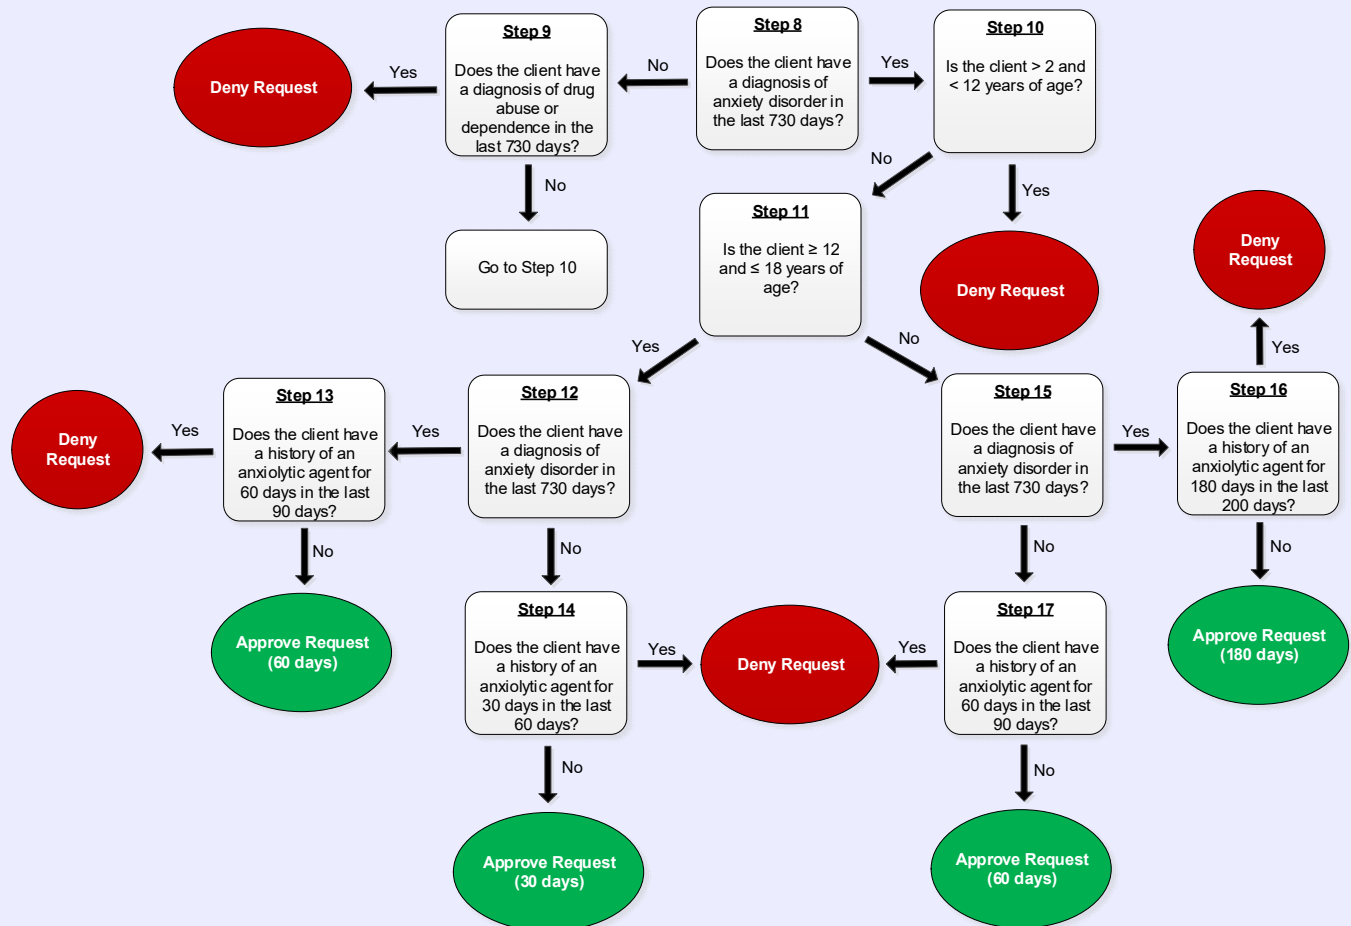 Step 9
Does the client have
a diagnosis of drug
abuse or
dependence in the
last 730 days?
Yes
Deny Request
No
Go to Step 10
No
Step 8
Does the client have
a diagnosis of
anxiety disorder in
the last 730 days?
Yes
Step 10
Is the client > 2 and
< 12 years of age?
No
Yes
Deny Request
Step 11
Is the client ≥ 12
and ≤ 18 years of
age?
Yes
No
Step 12
Does the client have
a diagnosis of
anxiety disorder in
the last 730 days?
Yes
No
Step 13
Does the client have
a history of an
anxiolytic agent for
60 days in the last
90 days?
Yes
Deny
Request
No
Approve Request
(60 days)
Step 14
Does the client have
a history of an
anxiolytic agent for
30 days in the last
60 days?
Yes
Deny Request
No
Approve Request
(30 days)
Step 15
Does the client have
a diagnosis of
anxiety disorder in
the last 730 days?
Yes
No
Step 16
Does the client have
a history of an
anxiolytic agent for
180 days in the last
200 days?
Yes
Deny
Request
No
Approve Request
(180 days)
Step 17
Does the client have
a history of an
anxiolytic agent for
60 days in the last
90 days?
Yes
No
Approve Request
(60 days)